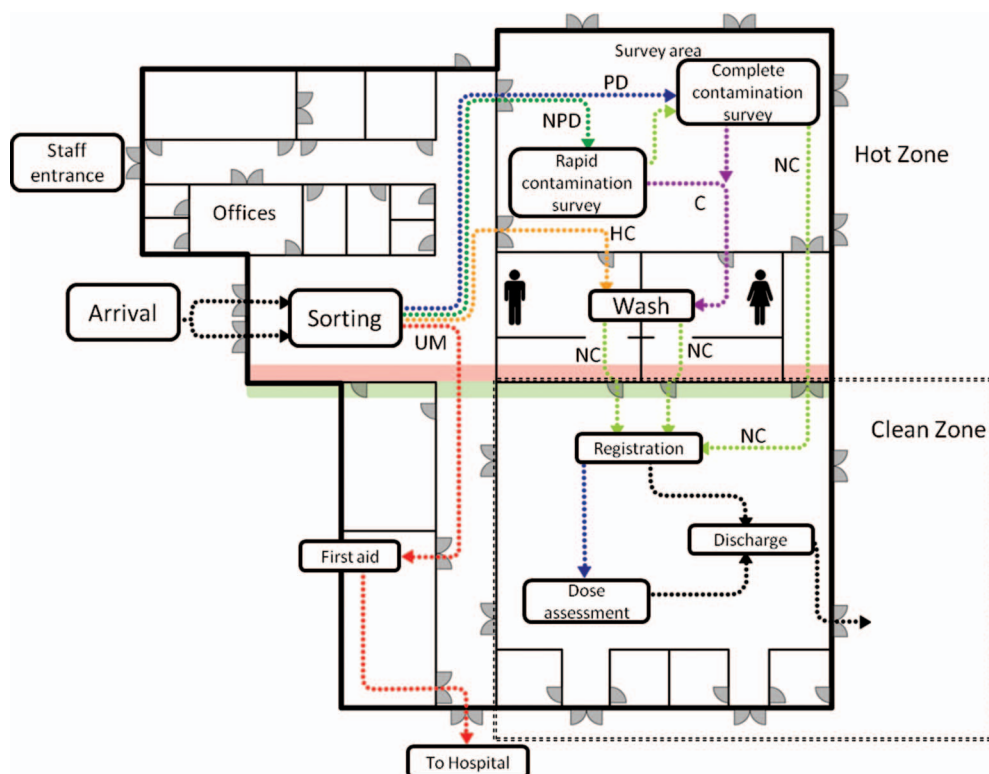 Survey area
PD
Complete
contamination
survey
NPD
Staff
entrance
Rapid
contamination
survey
NC
Hot Zone
C
Offices
HC
Arrival
Sorting
Wash
UM
NC
NC
Clean Zone
Registration
NC
Discharge
First aid
Dose
assessment
To Hospital